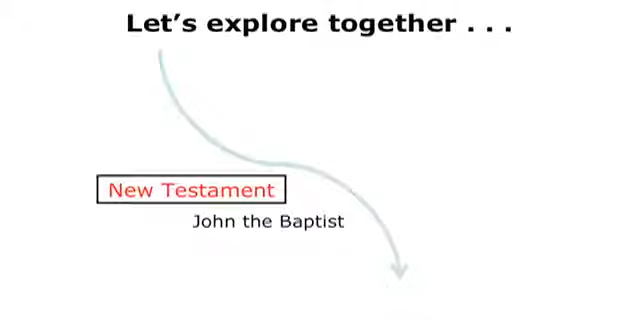 Let’s explore together . . .
New Testament
John the Baptist